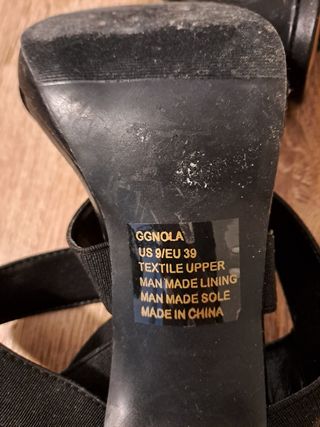 GGNOLA
US 9/EU 39
TEXTILE UPPER
MAN MADE LINING
MAN MADE SOLE
MADE IN CHINA